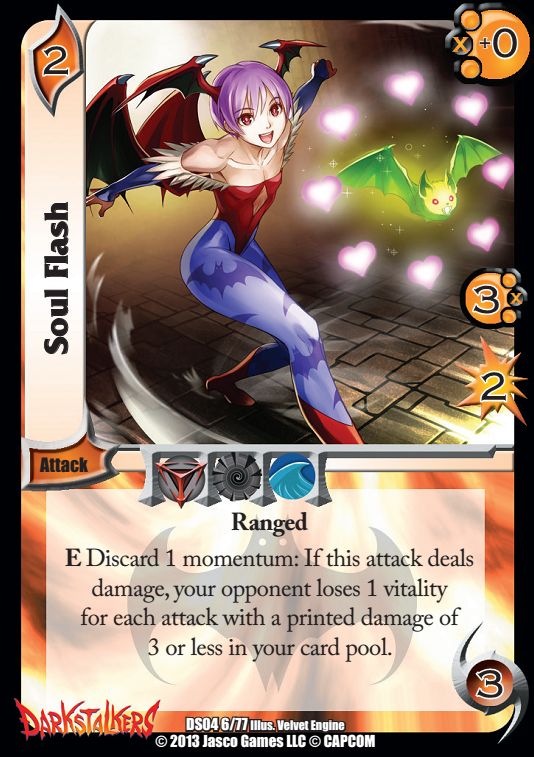 2
+0
Soul Flash
3
2
Attack
Ranged
E Discard 1 momentum: If this attack deals
damage, your opponent loses 1 vitality
for each attack with a printed damage of
3 or less in your card pool.
3
DARKSTALKERS
DS04 6/77 Illus. Velvet Engine
© 2013 Jasco Games LLC © CAPCOM